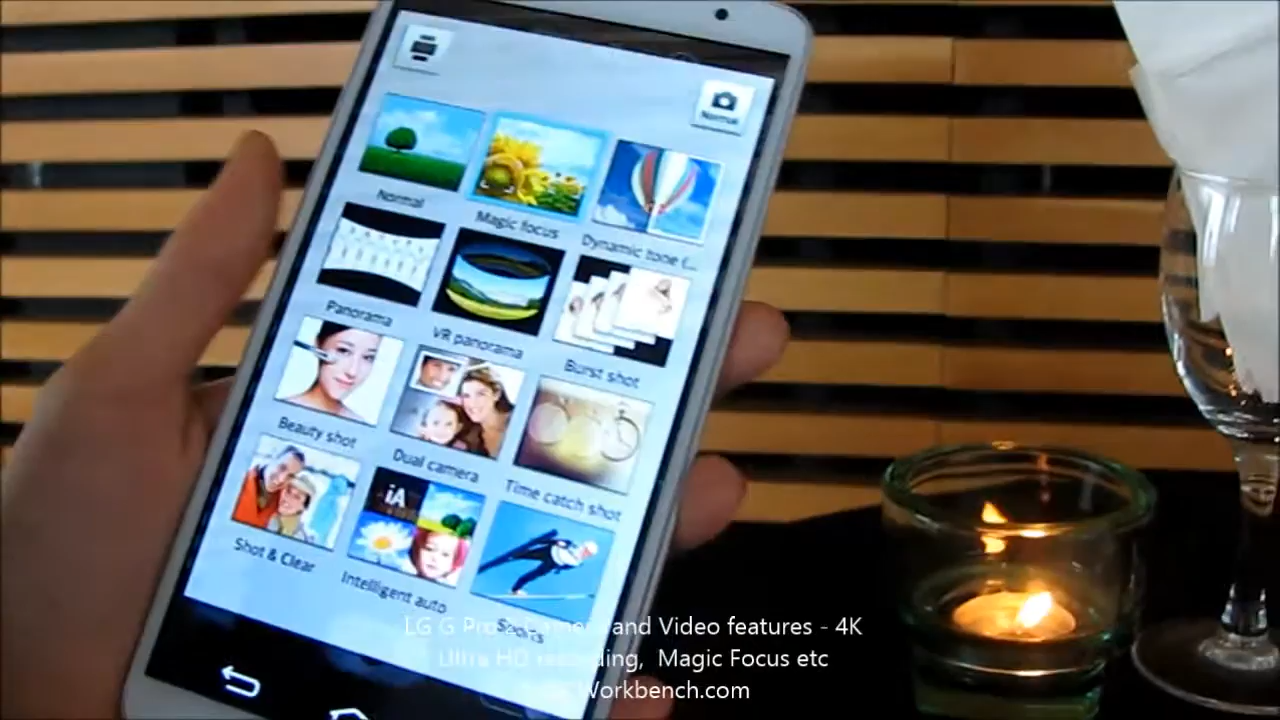 Normal
Normal
Magic focus
Dynamic tone (...
Panorama
VR panorama
Burst shot
Beauty shot
Dual camera
Time catch shot
iA
Shot & Clear
Intelligent auto
Sports
LG G Pro 2 Camera and Video features - 4K
Ultra HD recording, Magic Focus etc
Workbench.com